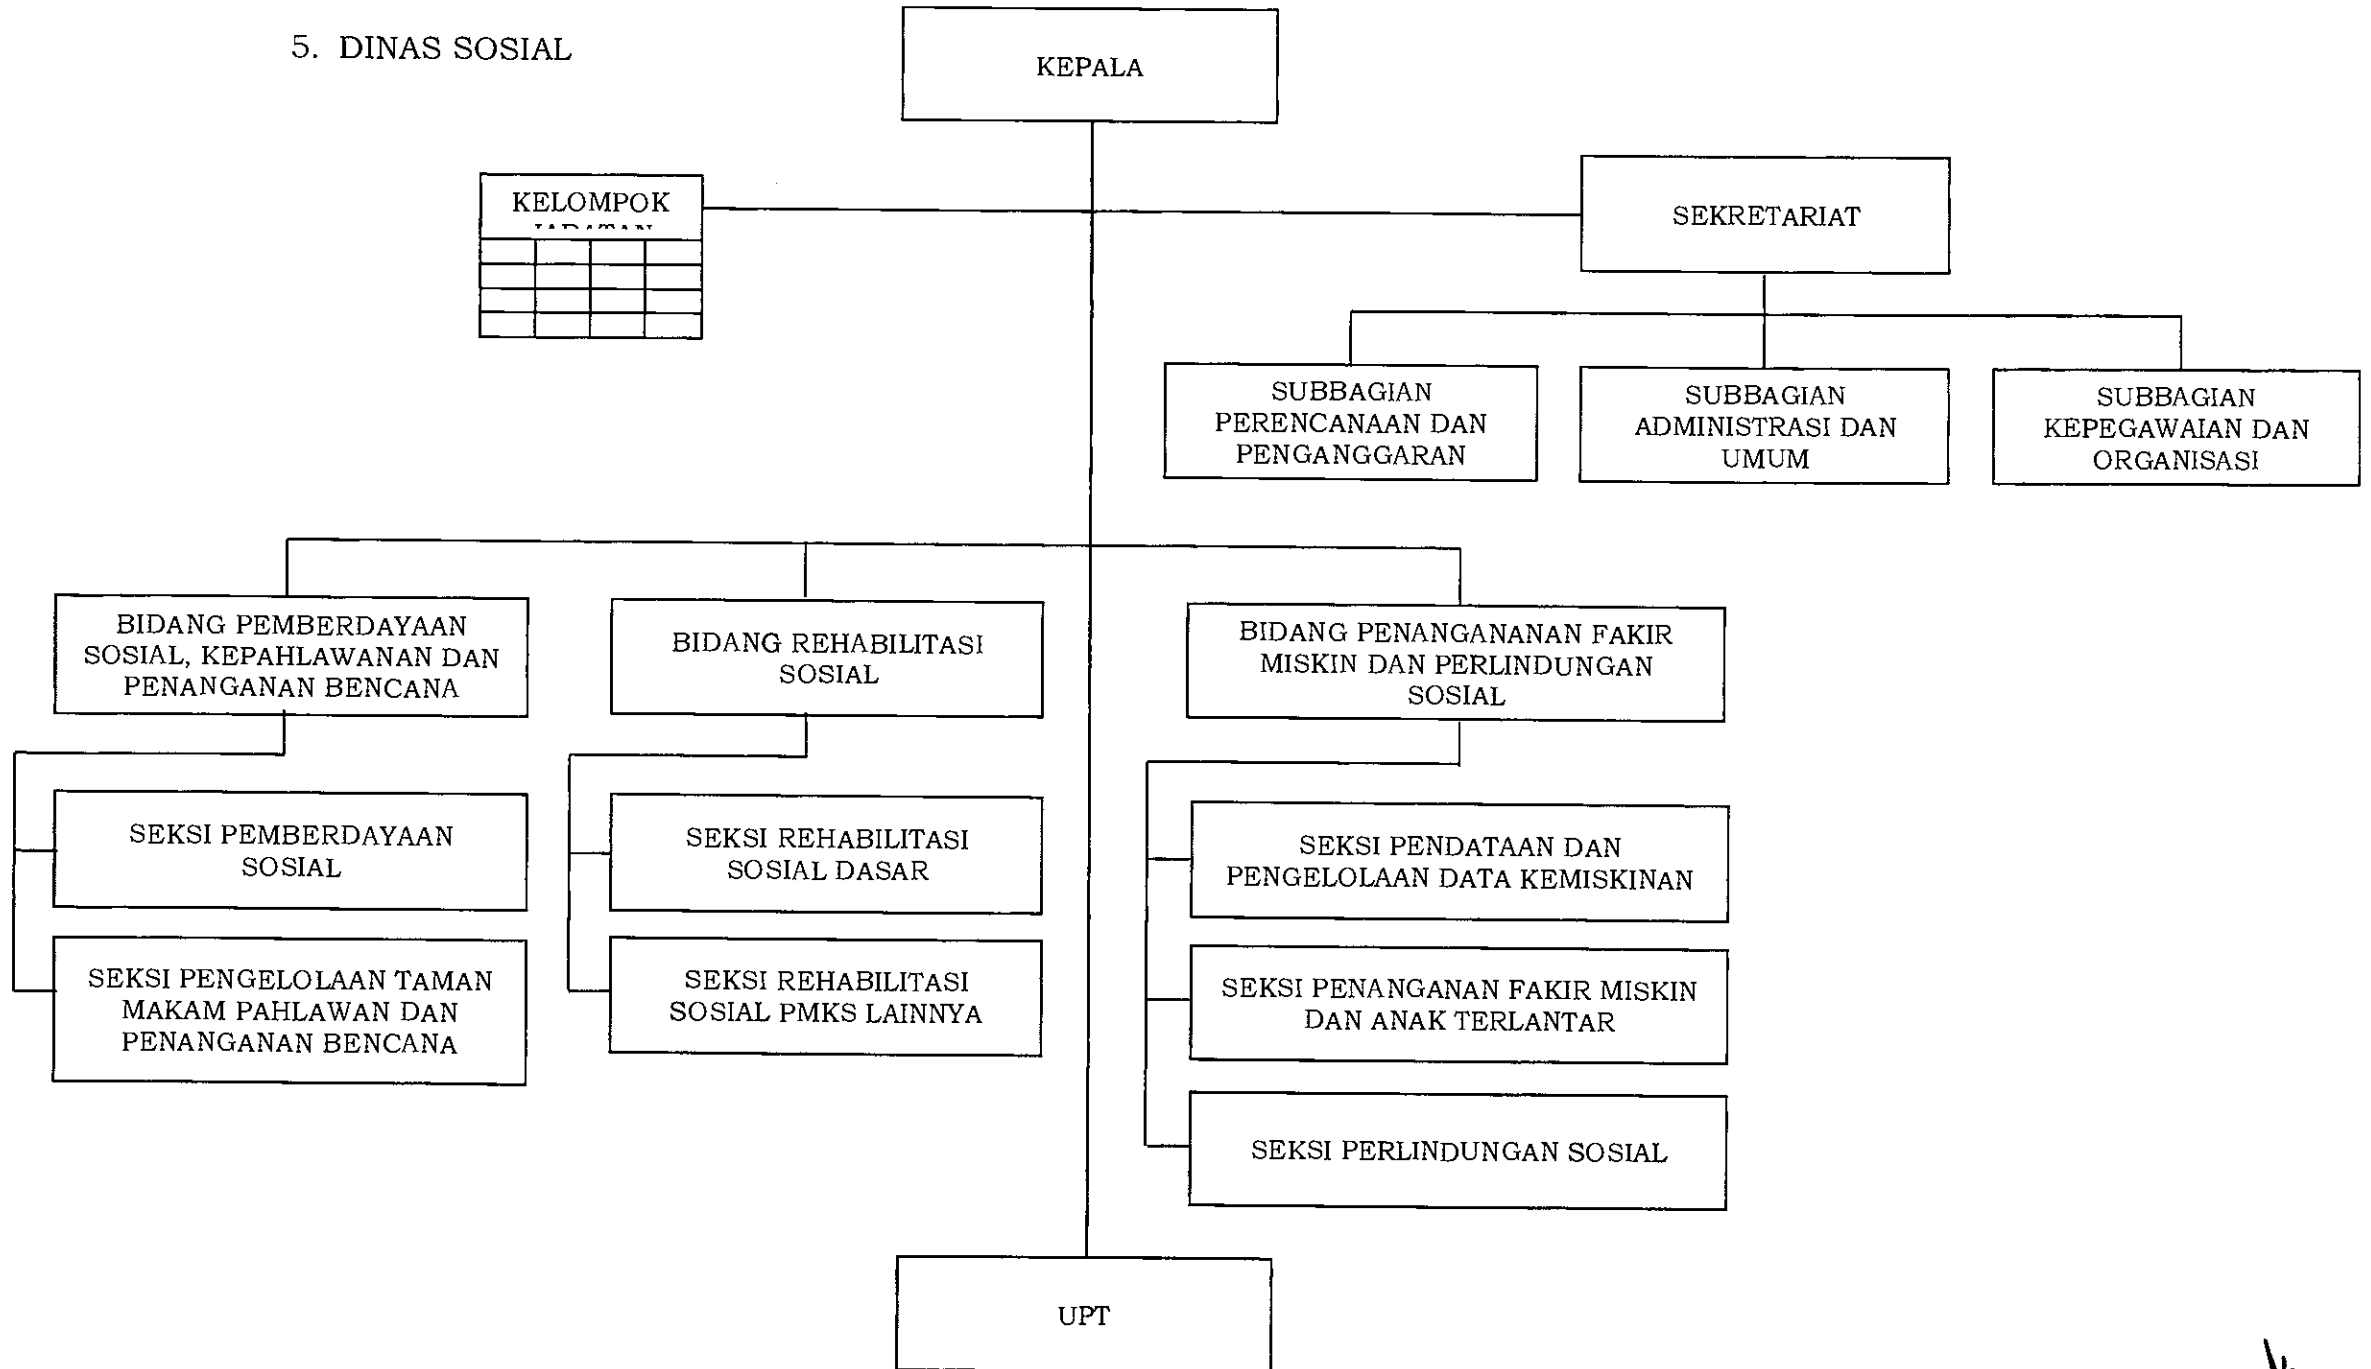 5. DINAS SOSIAL
KEPALA
KELOMPOK
SEKRETARIAT
SUBBAGIAN
PERENCANAAN DAN
PENGANGGARAN
SUBBAGIAN
ADMINISTRASI DAN
UMUM
SUBBAGIAN
KEPEGAWAIAN DAN
ORGANISASI
BIDANG PEMBERDAYAAN
SOSIAL, KEPAHLAWANAN DAN
PENANGANAN BENCANA
BIDANG REHABILITASI
SOSIAL
BIDANG PENANGANANAN FAKIR
MISKIN DAN PERLINDUNGAN
SOSIAL
SEKSI PEMBERDAYAAN
SOSIAL
SEKSI PENGELOLAAN TAMAN
MAKAM PAHLAWAN DAN
PENANGANAN BENCANA
SEKSI REHABILITASI
SOSIAL DASAR
SEKSI REHABILITASI
SOSIAL PMKS LAINNYA
SEKSI PENDATAAN DAN
PENGELOLAAN DATA KEMISKINAN
SEKSI PENANGANAN FAKIR MISKIN
DAN ANAK TERLANTAR
SEKSI PERLINDUNGAN SOSIAL
UPT